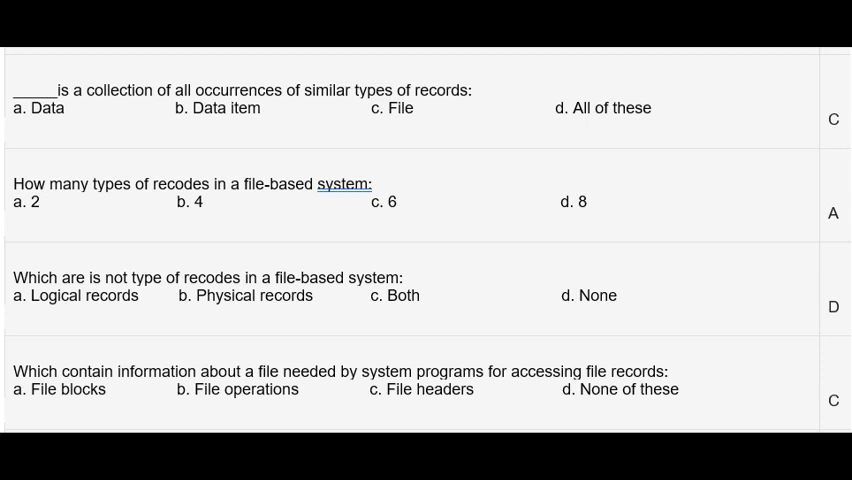 _____is a collection of all occurrences of similar types of records:
a. Data b. Data item c. File d. All of these
C
How many types of recodes in a file-based system:
a. 2 b. 4 c. 6 d. 8
A
Which are is not type of recodes in a file-based system:
a. Logical records b. Physical records c. Both d. None
D
Which contain information about a file needed by system programs for accessing file records:
a. File blocks b. File operations c. File headers d. None of these
C